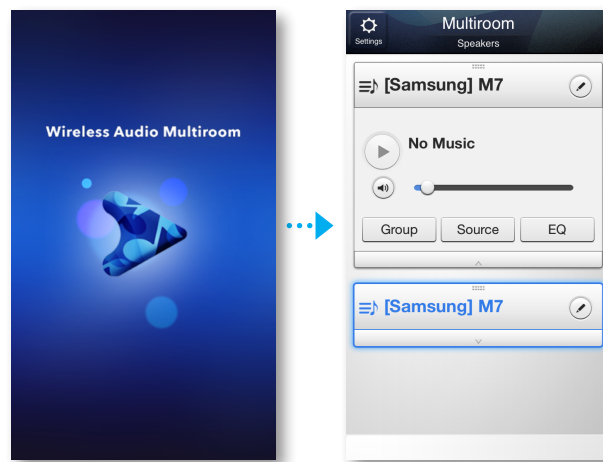 Wireless Audio Multiroom
Settings
Multiroom
Speakers
[Samsung] M7
No Music
Group
Source
EQ
[Samsung] M7